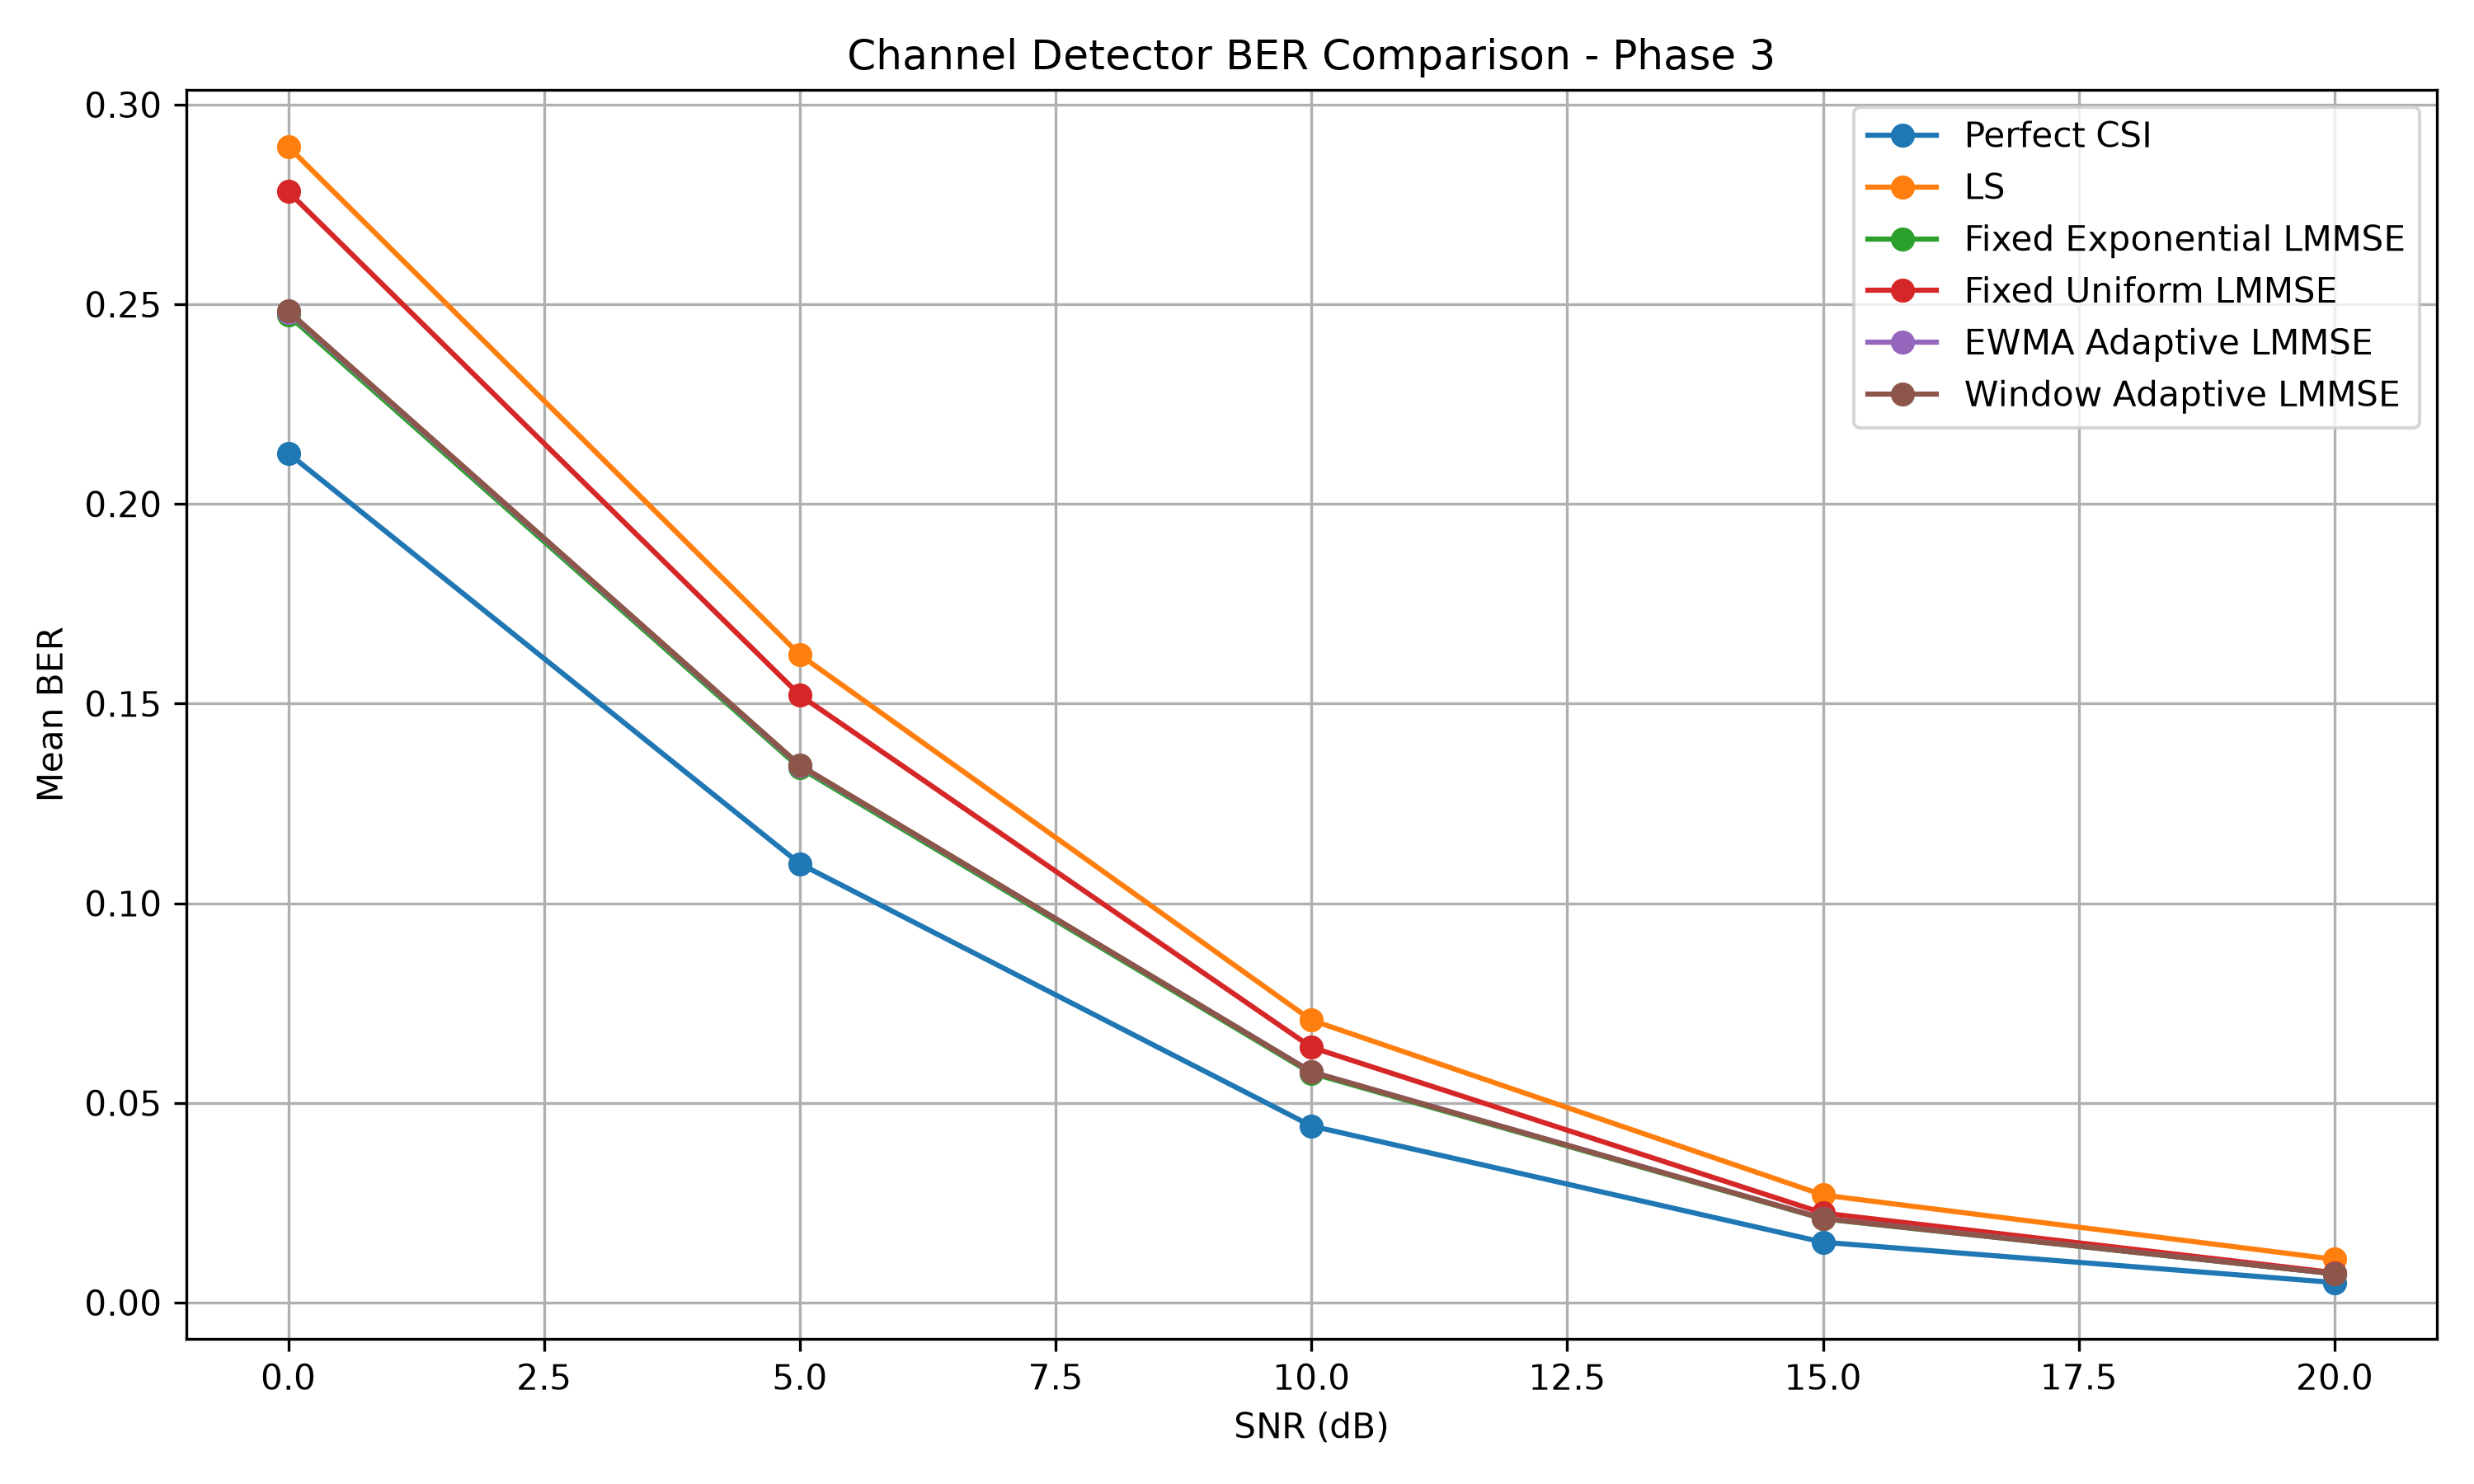 Channel Detector BER Comparison - Phase 3
Mean BER
0.30
0.25
0.20
0.15
0.10
0.05
0.00
Perfect CSI
LS
Fixed Exponential LMMSE
Fixed Uniform LMMSE
EWMA Adaptive LMMSE
Window Adaptive LMMSE
0.0 2.5 5.0 7.5 10.0 12.5 15.0 17.5 20.0
SNR (dB)